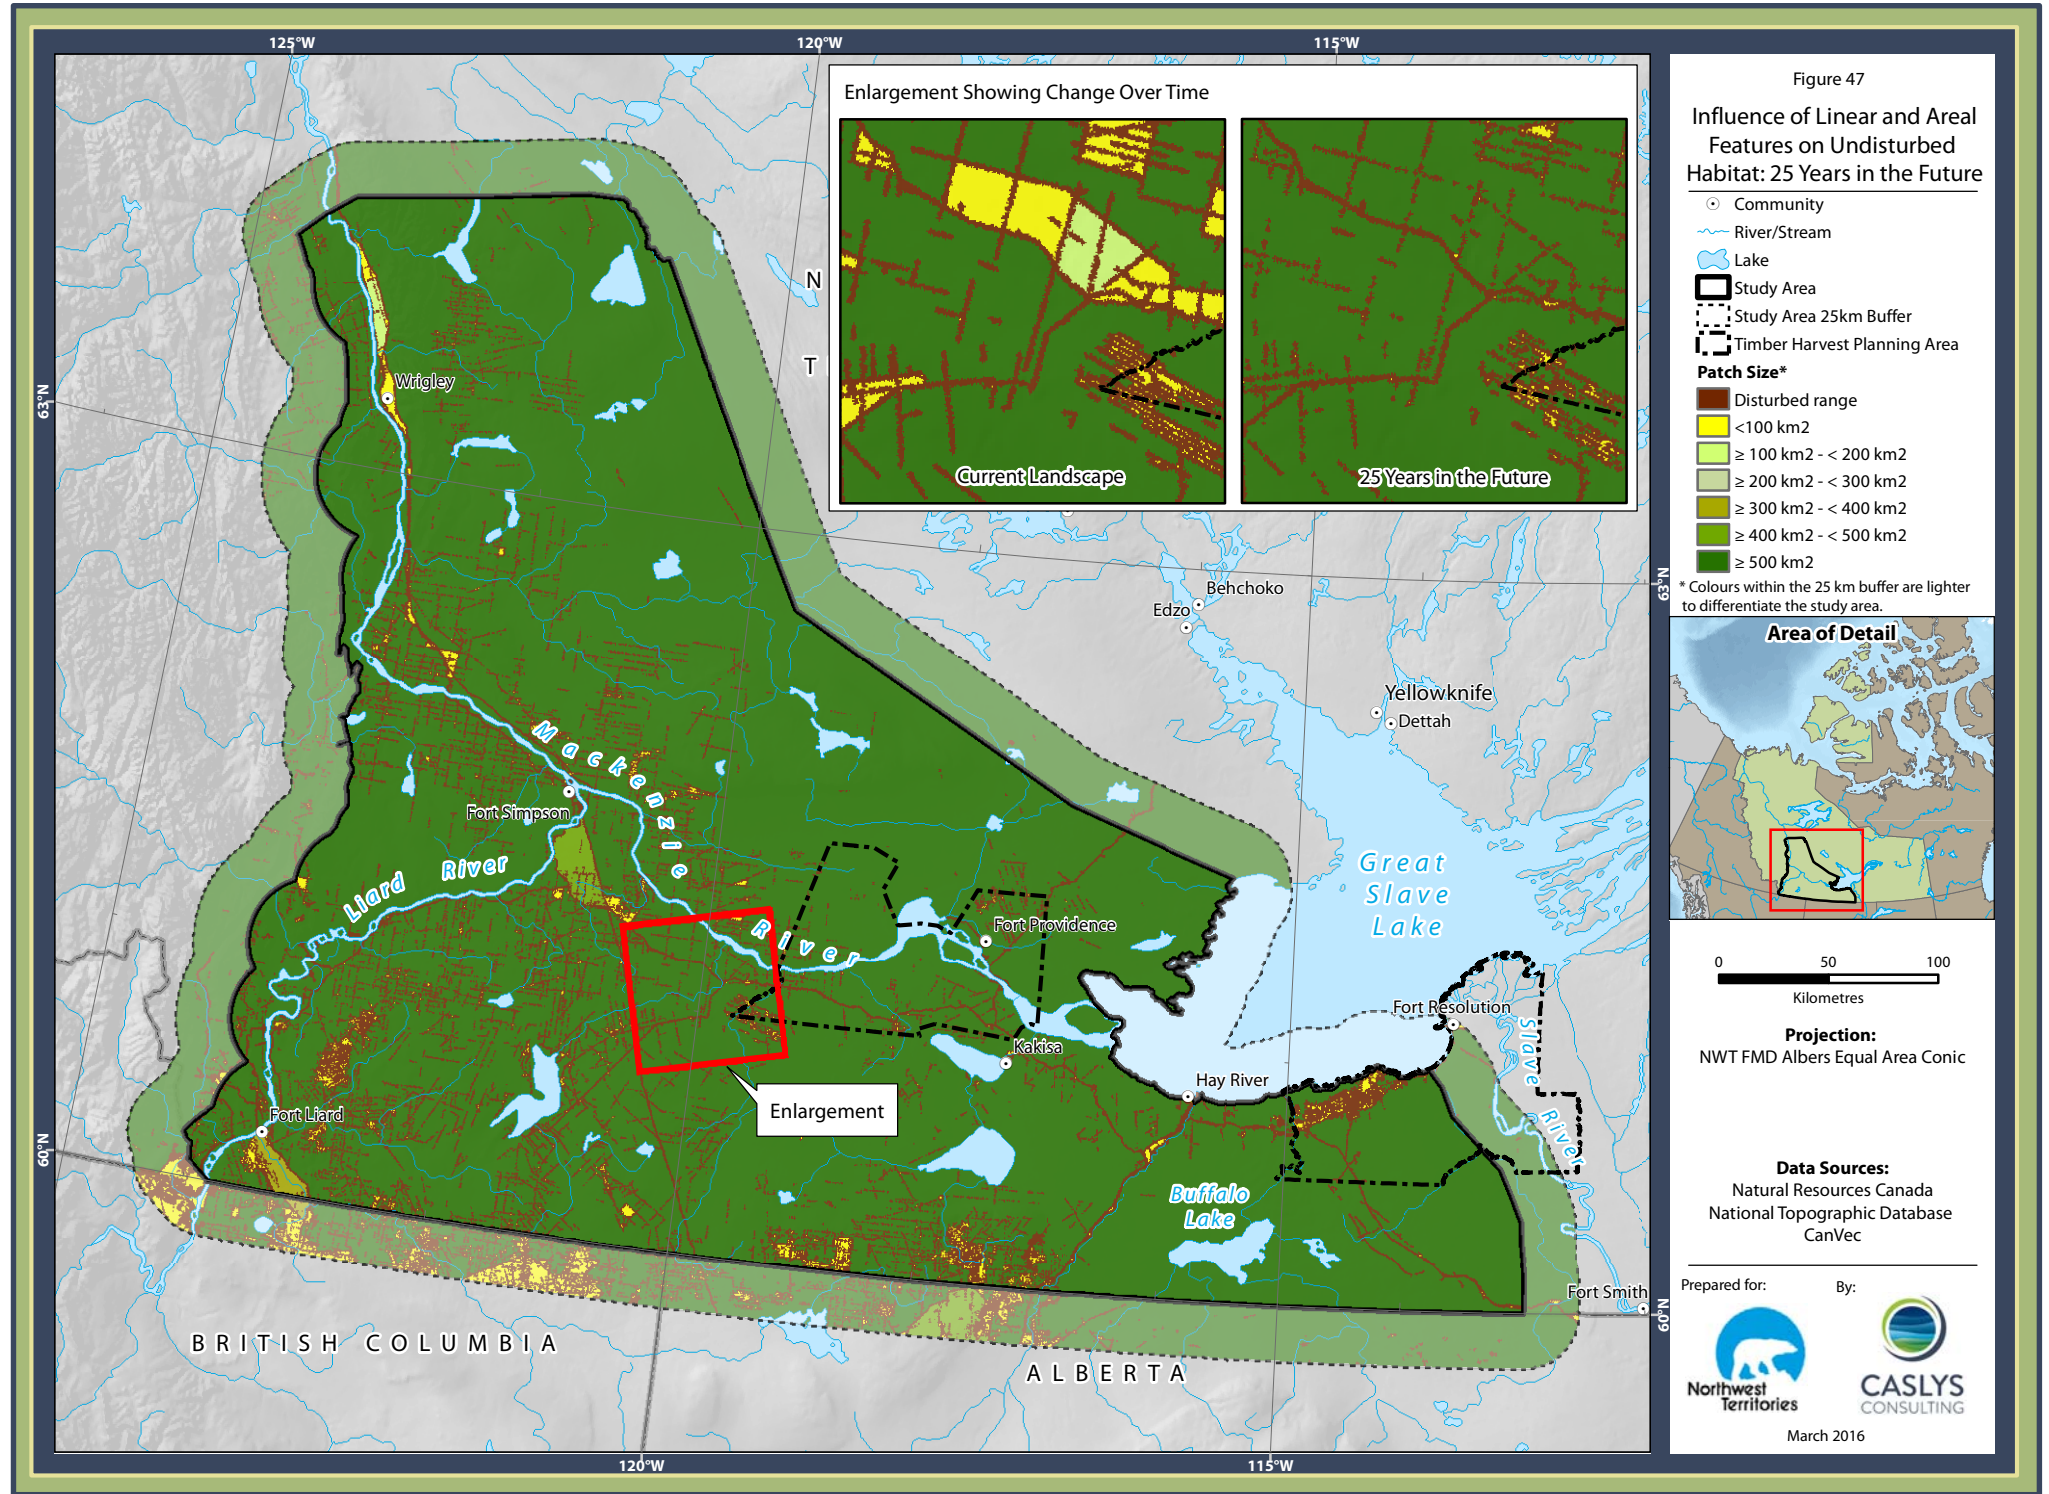 125°W
120°W
115°W
Enlargement Showing Change Over Time
Current Landscape
25 Years in the Future
N
T
63°N
63°N
60°N
60°N
Wrigley
Behchoko
Edzo
Yellowknife
Dettah
Mackenzie
River
Fort Simpson
Liard River
Great
Slave
Lake
Fort Providence
Fort Resolution
Slave
River
Kakisa
Hay River
Enlargement
Fort Liard
Buffalo
Lake
Fort Smith
BRITISH COLUMBIA
ALBERTA
120°W
115°W
Figure 47
Influence of Linear and Areal
Features on Undisturbed
Habitat: 25 Years in the Future
Community
River/Stream
Lake
Study Area
Study Area 25km Buffer
Timber Harvest Planning Area
Patch Size*
Disturbed range
<100 km2
≥ 100 km2 - < 200 km2
≥ 200 km2 - < 300 km2
≥ 300 km2 - < 400 km2
≥ 400 km2 - < 500 km2
≥ 500 km2
* Colours within the 25 km buffer are lighter
to differentiate the study area.
Area of Detail
0 50 100
Kilometres
Projection:
NWT FMD Albers Equal Area Conic
Data Sources:
Natural Resources Canada
National Topographic Database
CanVec
Prepared for: By:
Northwest
Territories
CASLYS
CONSULTING
March 2016